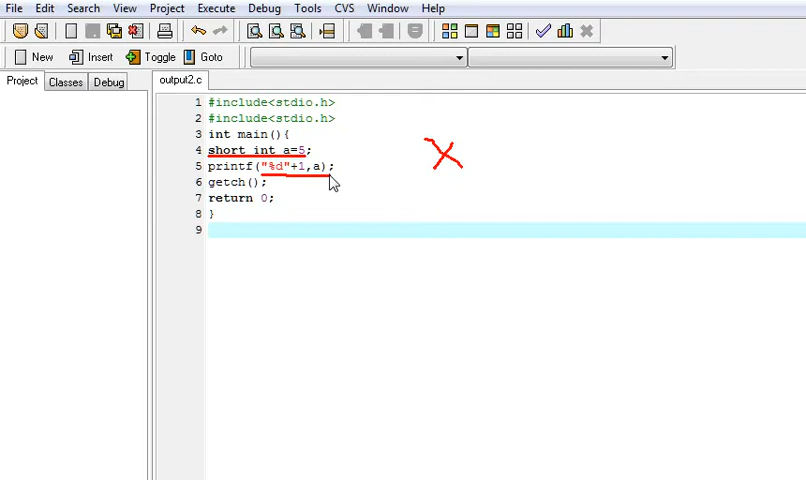 File Edit Search View Project Execute Debug Tools CVS Window Help
New Insert Toggle Goto
Project Classes Debug output2.c
1 #include<stdio.h>
2 #include<stdio.h>
3 int main(){
4 short int a=5;
5 printf("%d"+1,a);
6 getch();
7 return 0;
8 }
9